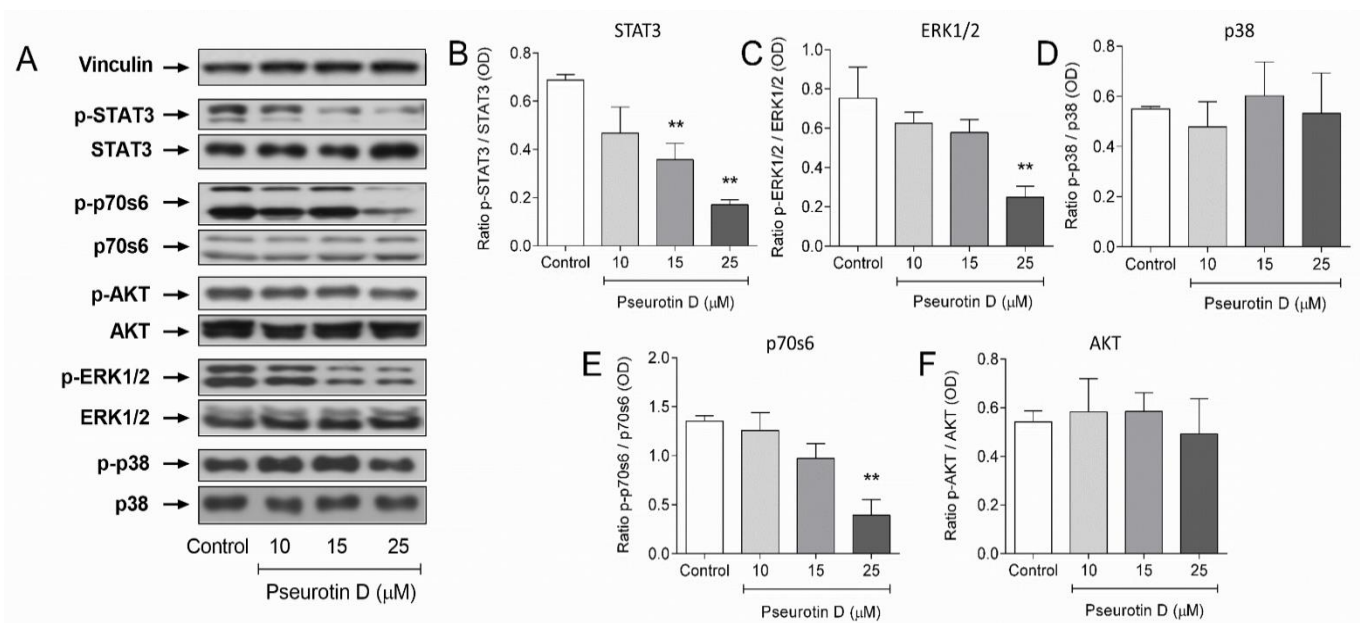 A
Vinculin
p-STAT3
STAT3
p-p70s6
p70s6
p-AKT
AKT
p-ERK1/2
ERK1/2
p-p38
p38
Control 10 15 25
Pseurotin D (μM)
B
STAT3
Ratio p-STAT3 / STAT3 (OD)
0.8
0.6
0.4
0.2
0.0
**
**
Control 10 15 25
Pseurotin D (μM)
C
ERK1/2
Ratio p-ERK1/2 / ERK1/2 (OD)
1.0
0.8
0.6
0.4
0.2
0.0
**
Control 10 15 25
Pseurotin D (μM)
D
p38
Ratio p-p38 / p38 (OD)
0.8
0.6
0.4
0.2
0.0
Control 10 15 25
Pseurotin D (μM)
E
p70s6
Ratio p-p70s6 / p70s6 (OD)
2.0
1.5
1.0
0.5
0.0
**
Control 10 15 25
Pseurotin D (μM)
F
AKT
Ratio p-AKT / AKT (OD)
0.8
0.6
0.4
0.2
0.0
Control 10 15 25
Pseurotin D (μM)